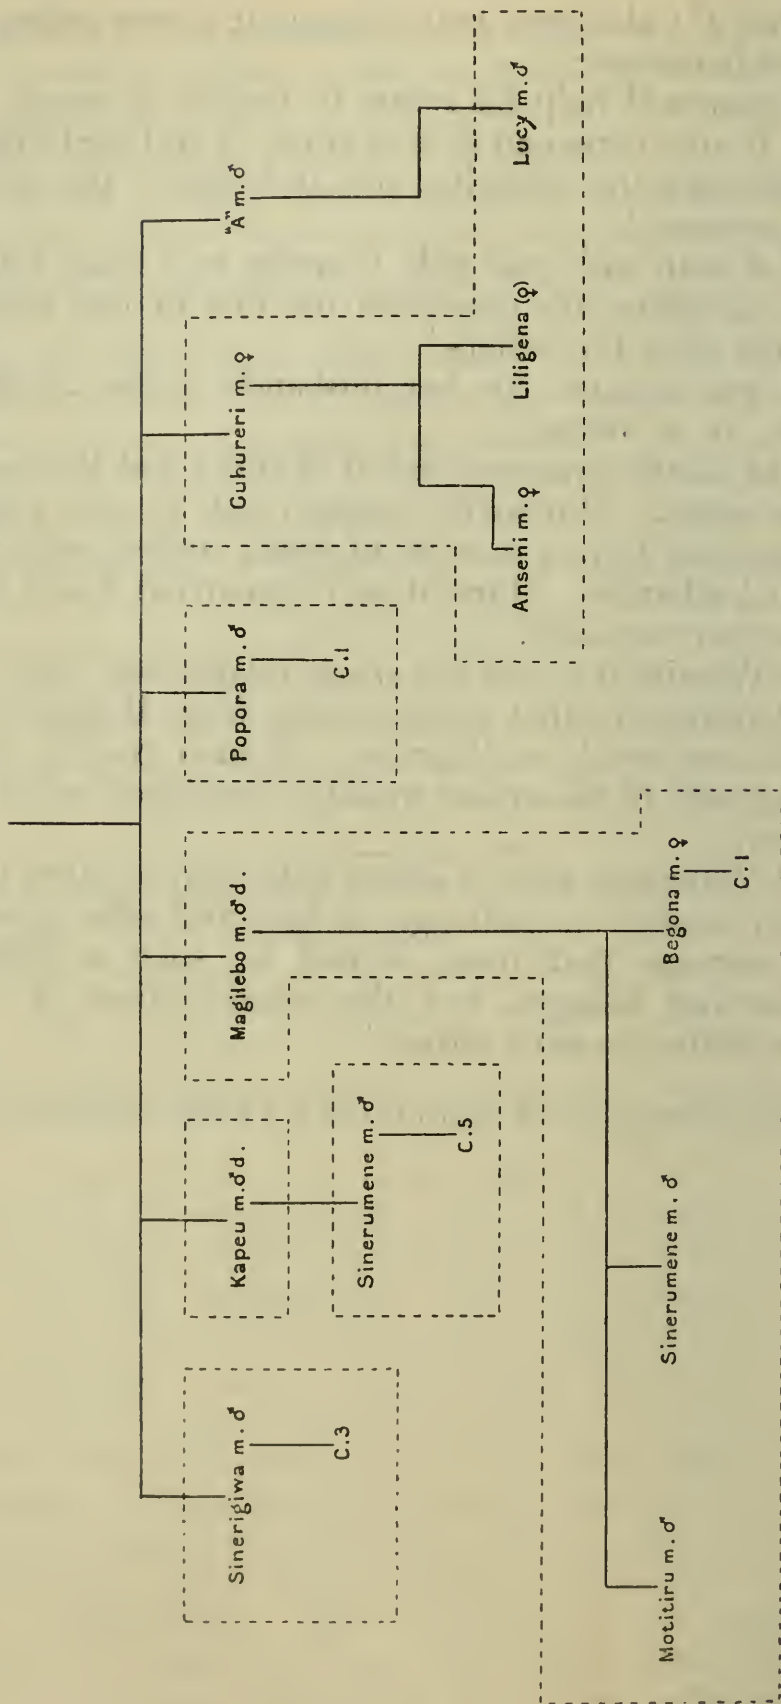 Sinerigiwa m. ♂
C.3
Kapeu m. ♂ d.
Sinerumene m. ♂
C.5
Magilebo m. ♂ d.
Motitiru m. ♂
Sinerumene m. ♂
Begona m. ♀
C.1
Popora m. ♂
C.1
Guhureri m. ♀
Anseni m. ♀
Liligena (♀)
"A" m. ♂
Lucy m. ♂